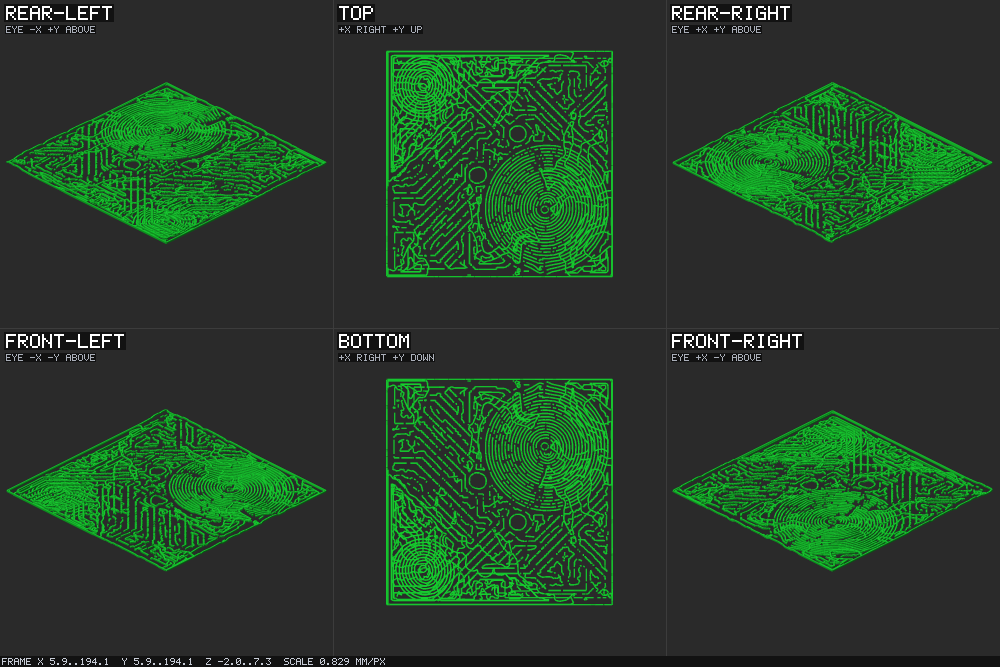 REAR-LEFT
EYE -X +Y ABOVE
TOP
+X RIGHT +Y UP
REAR-RIGHT
EYE +X +Y ABOVE
FRONT-LEFT
EYE -X -Y ABOVE
BOTTOM
+X RIGHT +Y DOWN
FRONT-RIGHT
EYE +X -Y ABOVE
FRAME X 5.9..194.1 Y 5.9..194.1 Z -2.0..7.3 SCALE 0.829 MM/PX